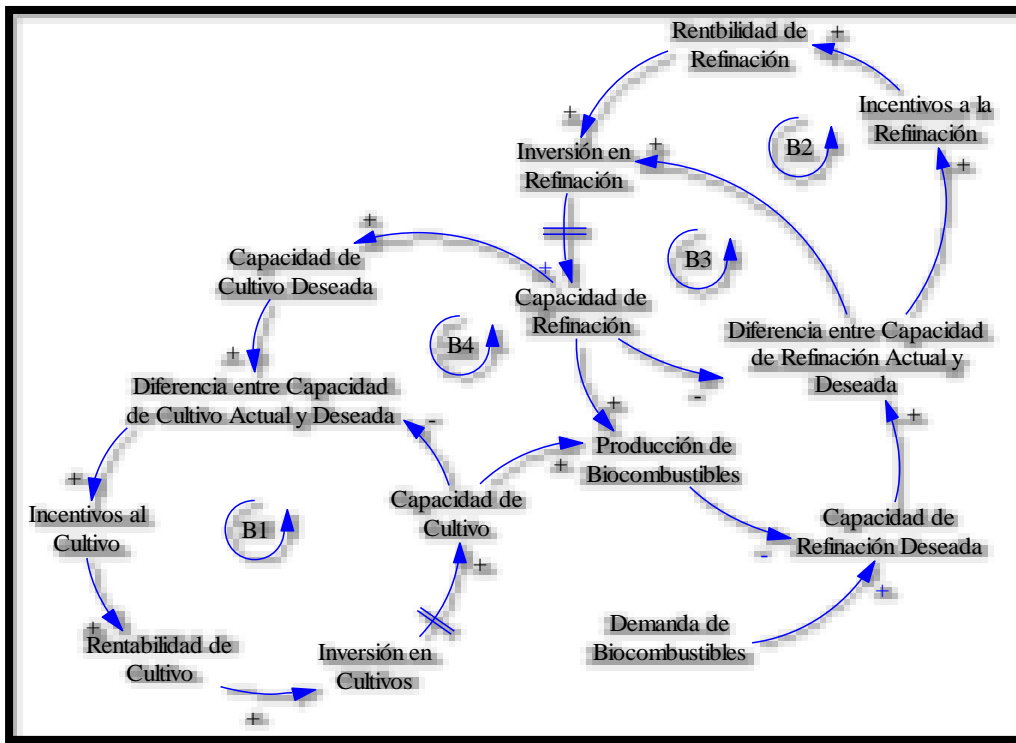 Rentbilidad de
Refinación
+
Incentivos a la
Refiinación
+
B2
+
Inversión en
Refinación
+
+
Capacidad de
Cultivo Deseada
+
B3
+
Capacidad de
Refinación
B4
Diferencia entre Capacidad
de Refinación Actual y
Deseada
-
+
Diferencia entre Capacidad
de Cultivo Actual y Deseada
-
+
+
Producción de
Biocombustibles
+
+
Incentivos al
Cultivo
B1
Capacidad de
Cultivo
+
Capacidad de
Refinación Deseada
-
+
Demanda de
Biocombustibles
+
Rentabilidad de
Cultivo
Inversión en
Cultivos
+